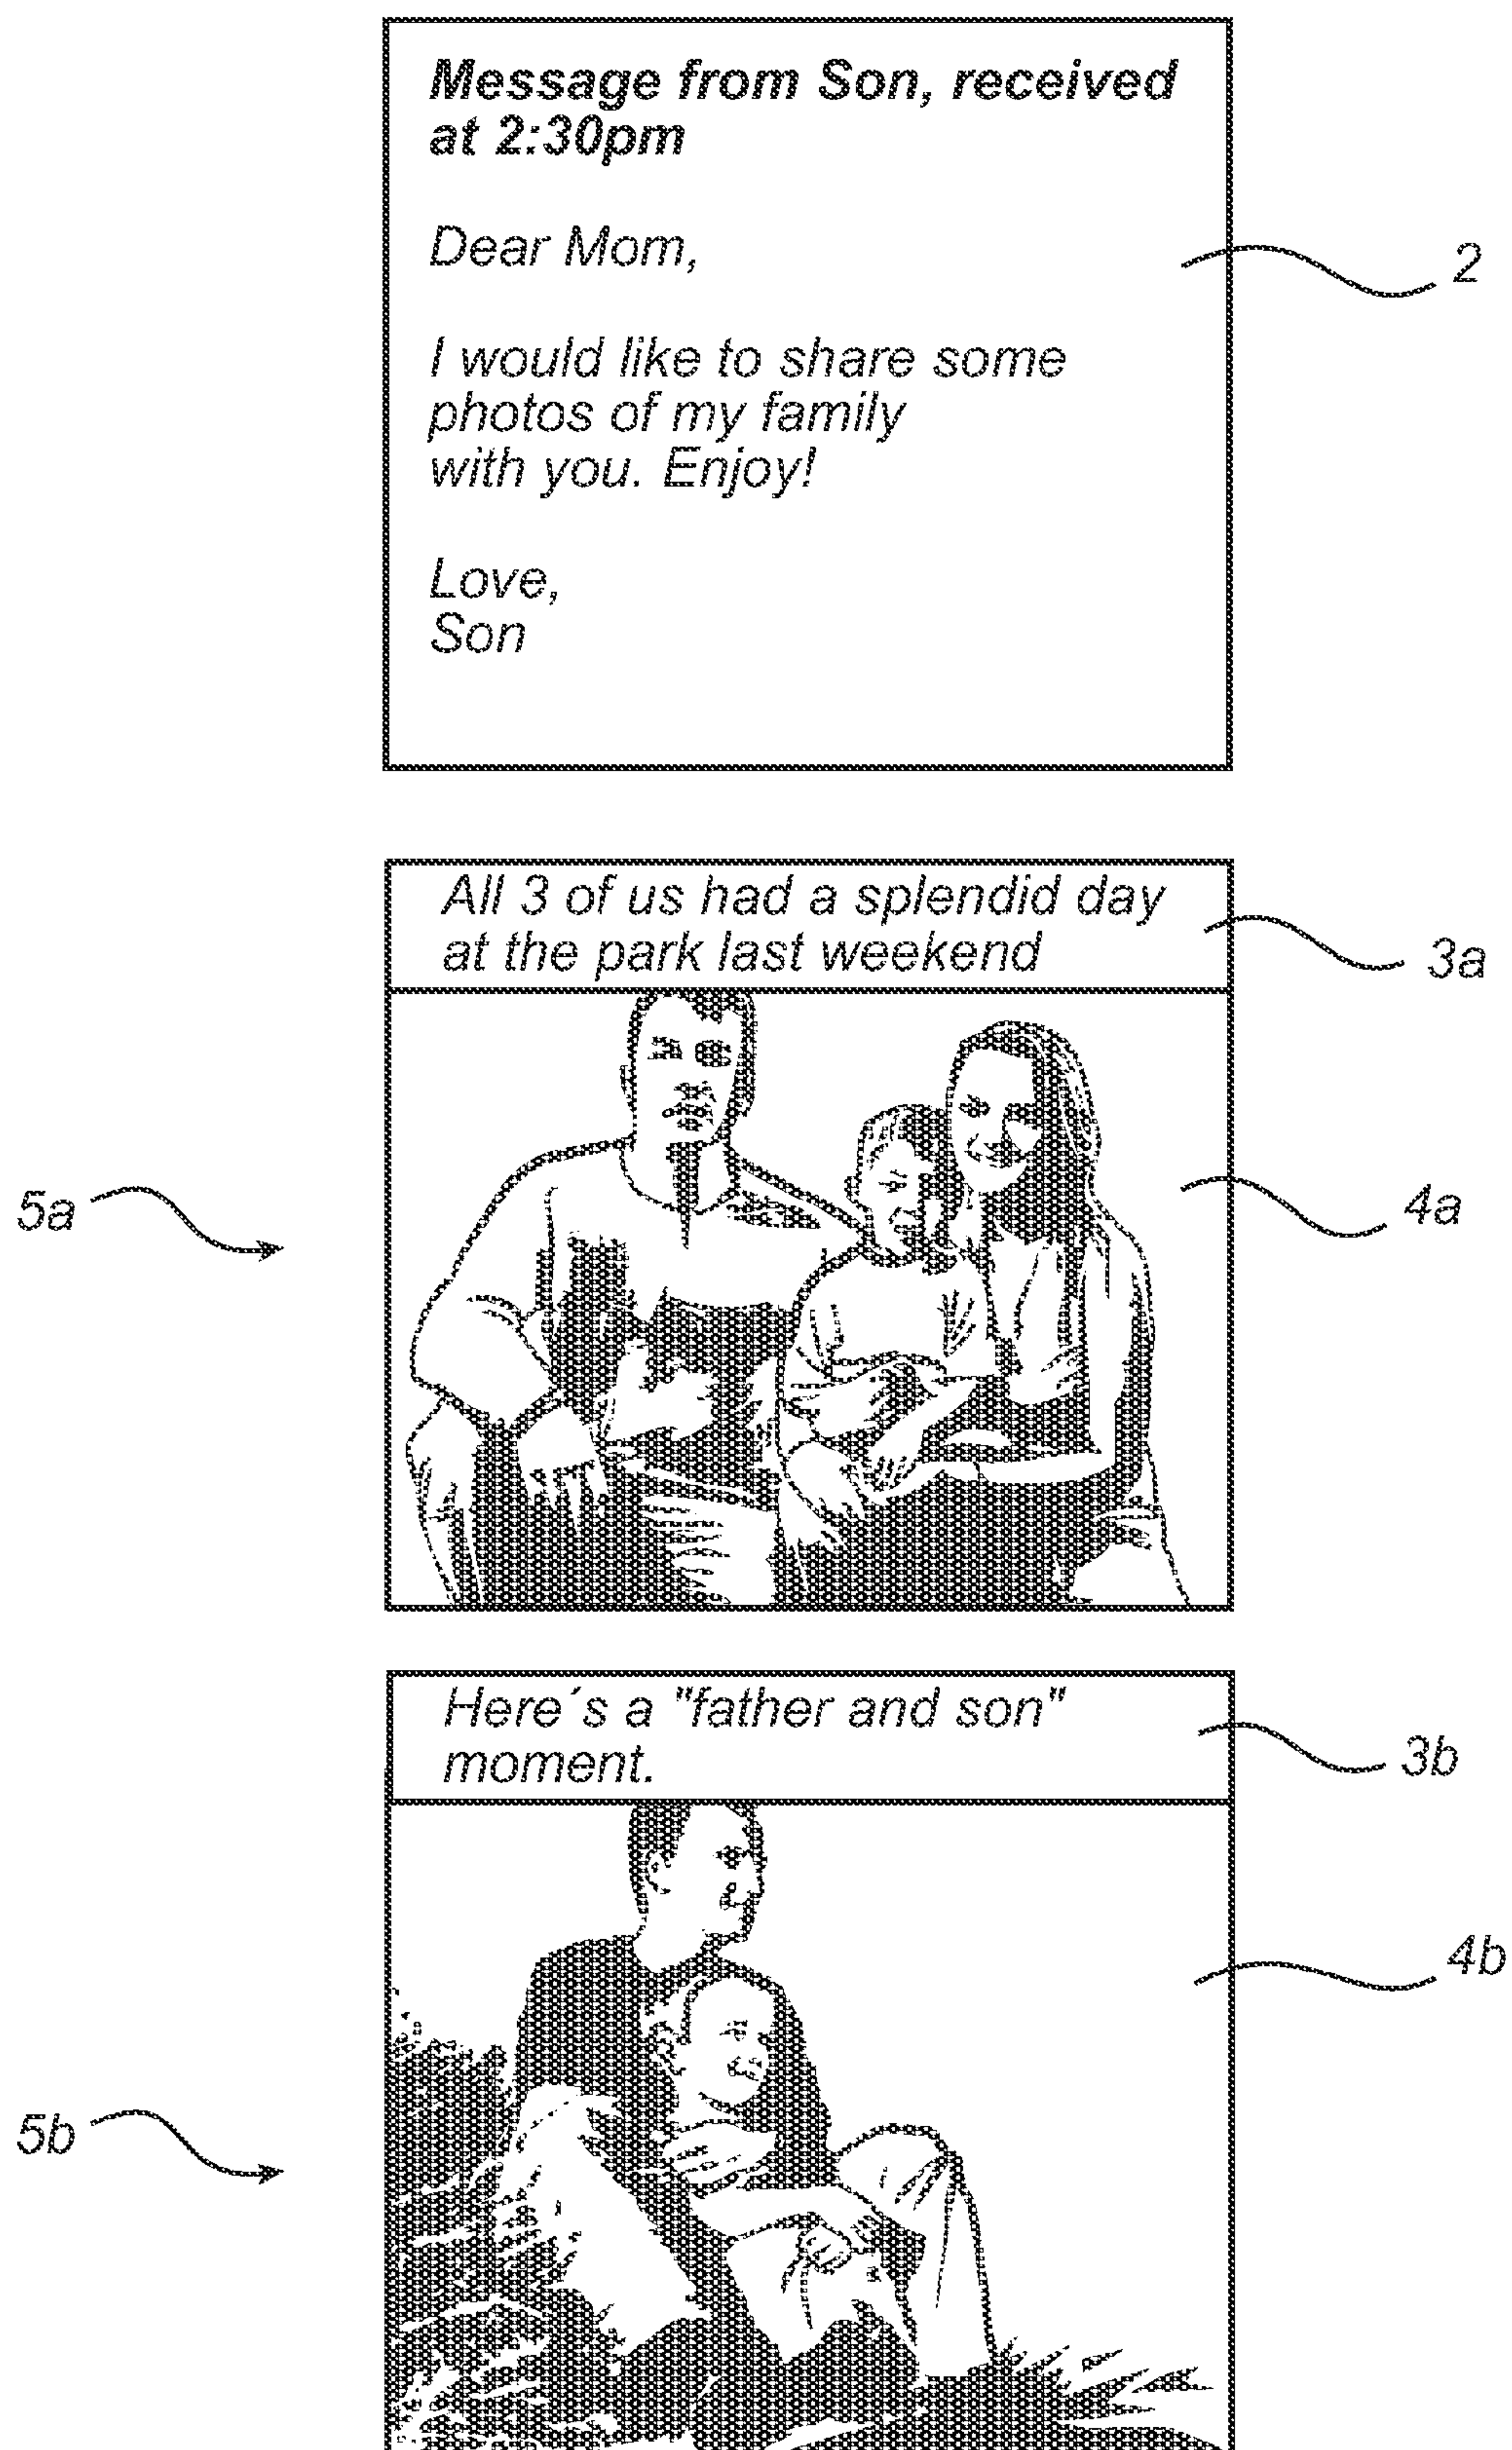 Message from Son, received
at 2:30pm
Dear Mom,
2
I would like to share some
photos of my family
with you. Enjoy!
Love,
Son
All 3 of us had a splendid day
at the park last weekend
3a
5a
4a
Here´s a "father and son"
moment.
3b
4b
5b